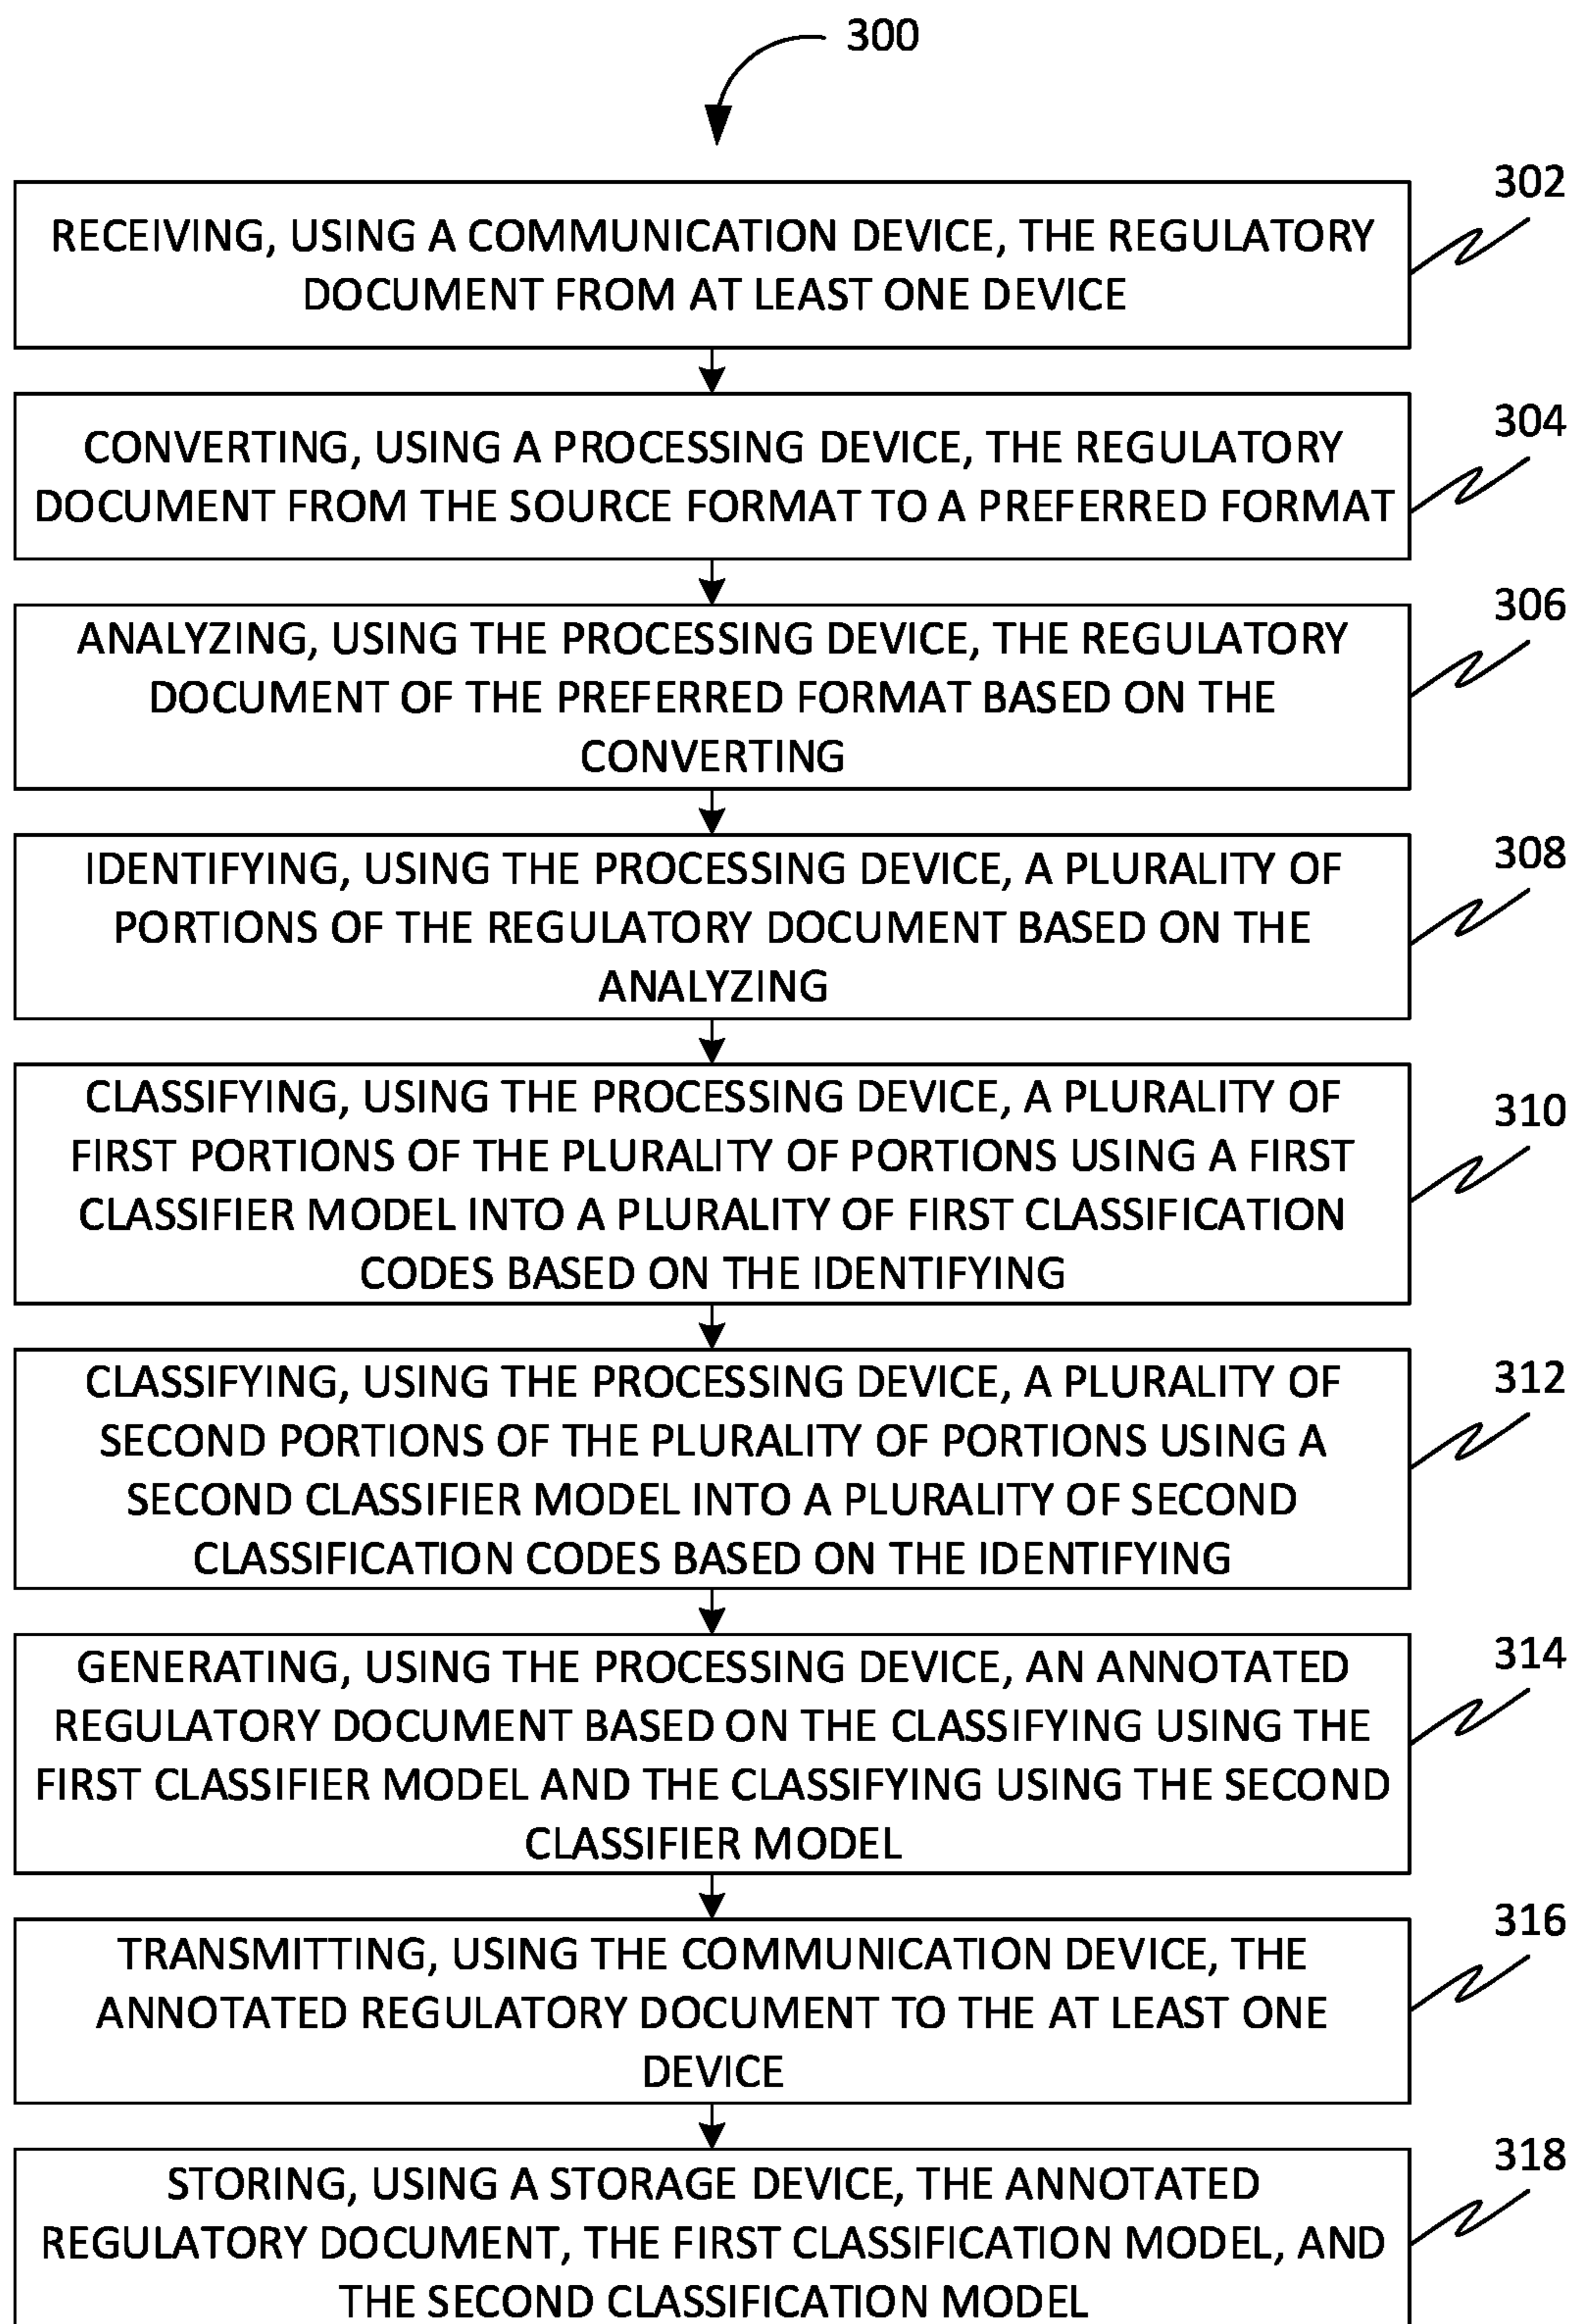 300
302
RECEIVING, USING A COMMUNICATION DEVICE, THE REGULATORY
DOCUMENT FROM AT LEAST ONE DEVICE
304
CONVERTING, USING A PROCESSING DEVICE, THE REGULATORY
DOCUMENT FROM THE SOURCE FORMAT TO A PREFERRED FORMAT
306
ANALYZING, USING THE PROCESSING DEVICE, THE REGULATORY
DOCUMENT OF THE PREFERRED FORMAT BASED ON THE
CONVERTING
308
IDENTIFYING, USING THE PROCESSING DEVICE, A PLURALITY OF
PORTIONS OF THE REGULATORY DOCUMENT BASED ON THE
ANALYZING
310
CLASSIFYING, USING THE PROCESSING DEVICE, A PLURALITY OF
FIRST PORTIONS OF THE PLURALITY OF PORTIONS USING A FIRST
CLASSIFIER MODEL INTO A PLURALITY OF FIRST CLASSIFICATION
CODES BASED ON THE IDENTIFYING
312
CLASSIFYING, USING THE PROCESSING DEVICE, A PLURALITY OF
SECOND PORTIONS OF THE PLURALITY OF PORTIONS USING A
SECOND CLASSIFIER MODEL INTO A PLURALITY OF SECOND
CLASSIFICATION CODES BASED ON THE IDENTIFYING
314
GENERATING, USING THE PROCESSING DEVICE, AN ANNOTATED
REGULATORY DOCUMENT BASED ON THE CLASSIFYING USING THE
FIRST CLASSIFIER MODEL AND THE CLASSIFYING USING THE SECOND
CLASSIFIER MODEL
316
TRANSMITTING, USING THE COMMUNICATION DEVICE, THE
ANNOTATED REGULATORY DOCUMENT TO THE AT LEAST ONE
DEVICE
318
STORING, USING A STORAGE DEVICE, THE ANNOTATED
REGULATORY DOCUMENT, THE FIRST CLASSIFICATION MODEL, AND
THE SECOND CLASSIFICATION MODEL